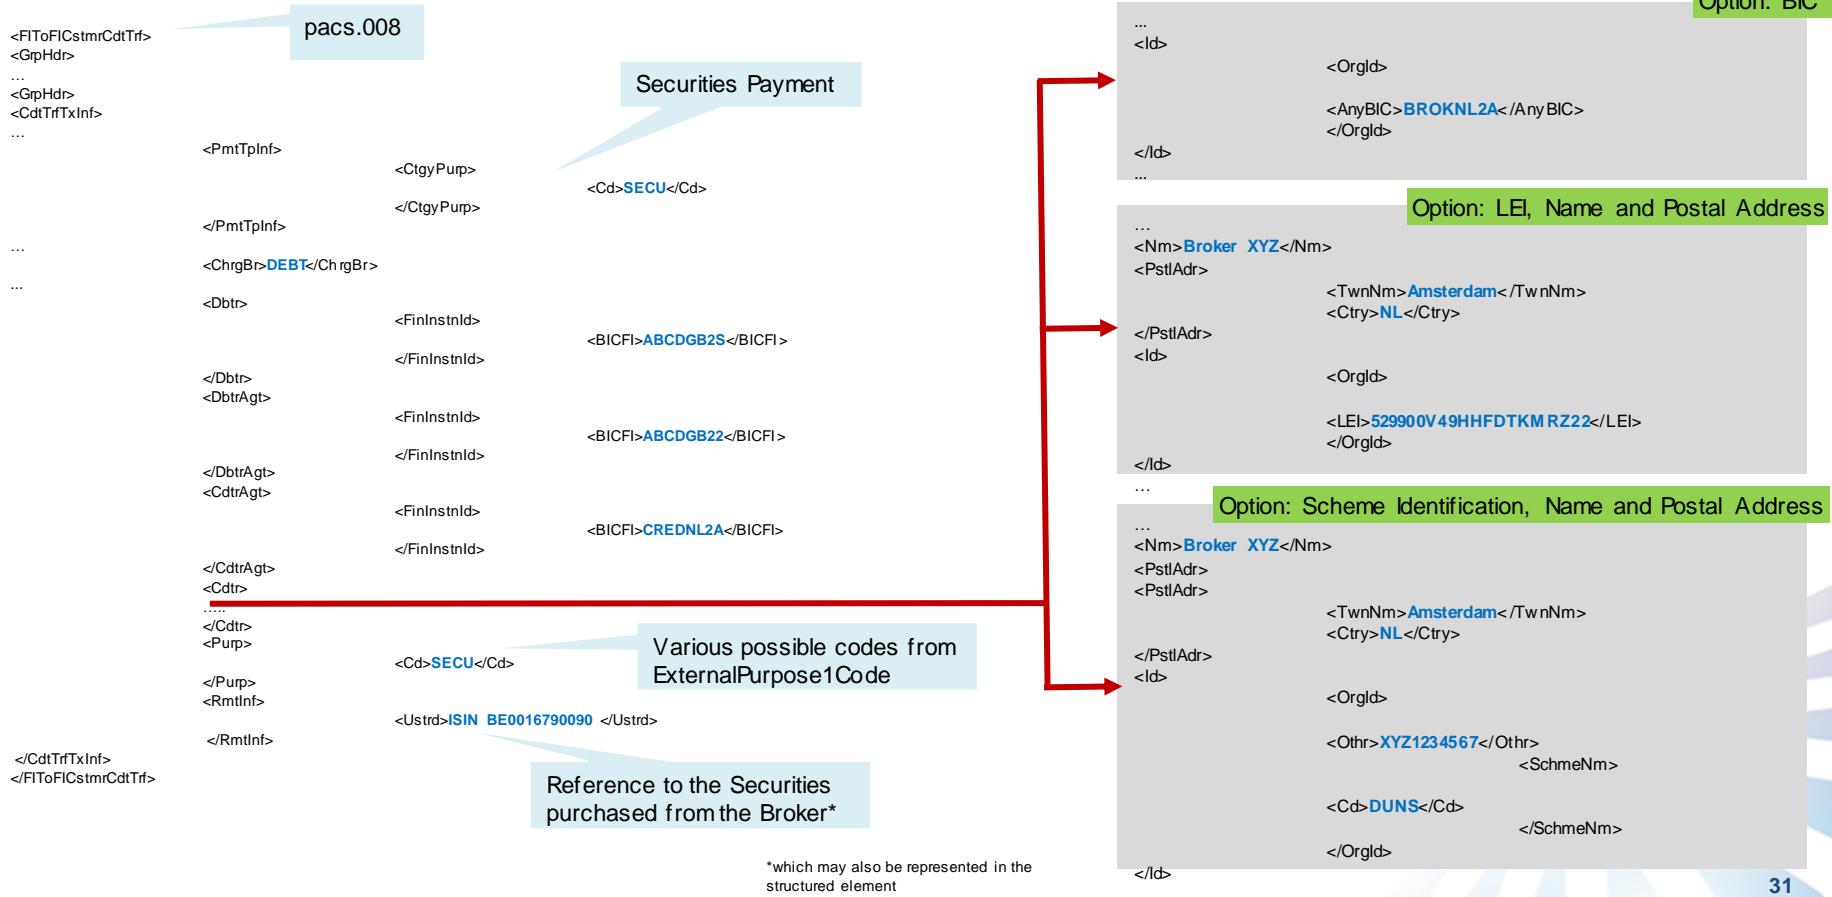 pacs.008
<FIToFICstmrCdtTrf>
<GrpHdr>
…
<GrpHdr>
<CdtTrfTxInf>
…
Securities Payment
<PmtTpInf>
<CtgyPurp>
<Cd>SECU</Cd>
</CtgyPurp>
</PmtTpInf>
…
<ChrgBr>DEBT</ChrgBr>
...
<Dbtr>
<FinInstnId>
<BICFI>ABCDGB2S</BICFI>
</FinInstnId>
</Dbtr>
<DbtrAgt>
<FinInstnId>
<BICFI>ABCDGB22</BICFI>
</FinInstnId>
</DbtrAgt>
<CdtrAgt>
<FinInstnId>
<BICFI>CREDNL2A</BICFI>
</FinInstnId>
</CdtrAgt>
<Cdtr>
…..
</Cdtr>
<Purp>
<Cd>SECU</Cd>
Various possible codes from
ExternalPurpose1Code
</Purp>
<RmtInf>
<Ustrd>ISIN BE0016790090 </Ustrd>
</RmtInf>
</CdtTrfTxInf>
</FIToFICstmrCdtTrf>
Reference to the Securities
purchased from the Broker*
*which may also be represented in the
structured element
Option: BIC
...
<Id>
<OrgId>
<AnyBIC>BROKNL2A</AnyBIC>
</OrgId>
</Id>
...
Option: LEI, Name and Postal Address
…
<Nm>Broker XYZ</Nm>
<PstlAdr>
<TwnNm>Amsterdam</TwnNm>
<Ctry>NL</Ctry>
</PstlAdr>
<Id>
<OrgId>
<LEI>529900V49HHFDTKMRZ22</LEI>
</OrgId>
</Id>
…
Option: Scheme Identification, Name and Postal Address
…
<Nm>Broker XYZ</Nm>
<PstlAdr>
<PstlAdr>
<TwnNm>Amsterdam</TwnNm>
<Ctry>NL</Ctry>
</PstlAdr>
<Id>
<OrgId>
<Othr>XYZ1234567</Othr>
<SchmeNm>
<Cd>DUNS</Cd>
</SchmeNm>
</OrgId>
</Id>
31